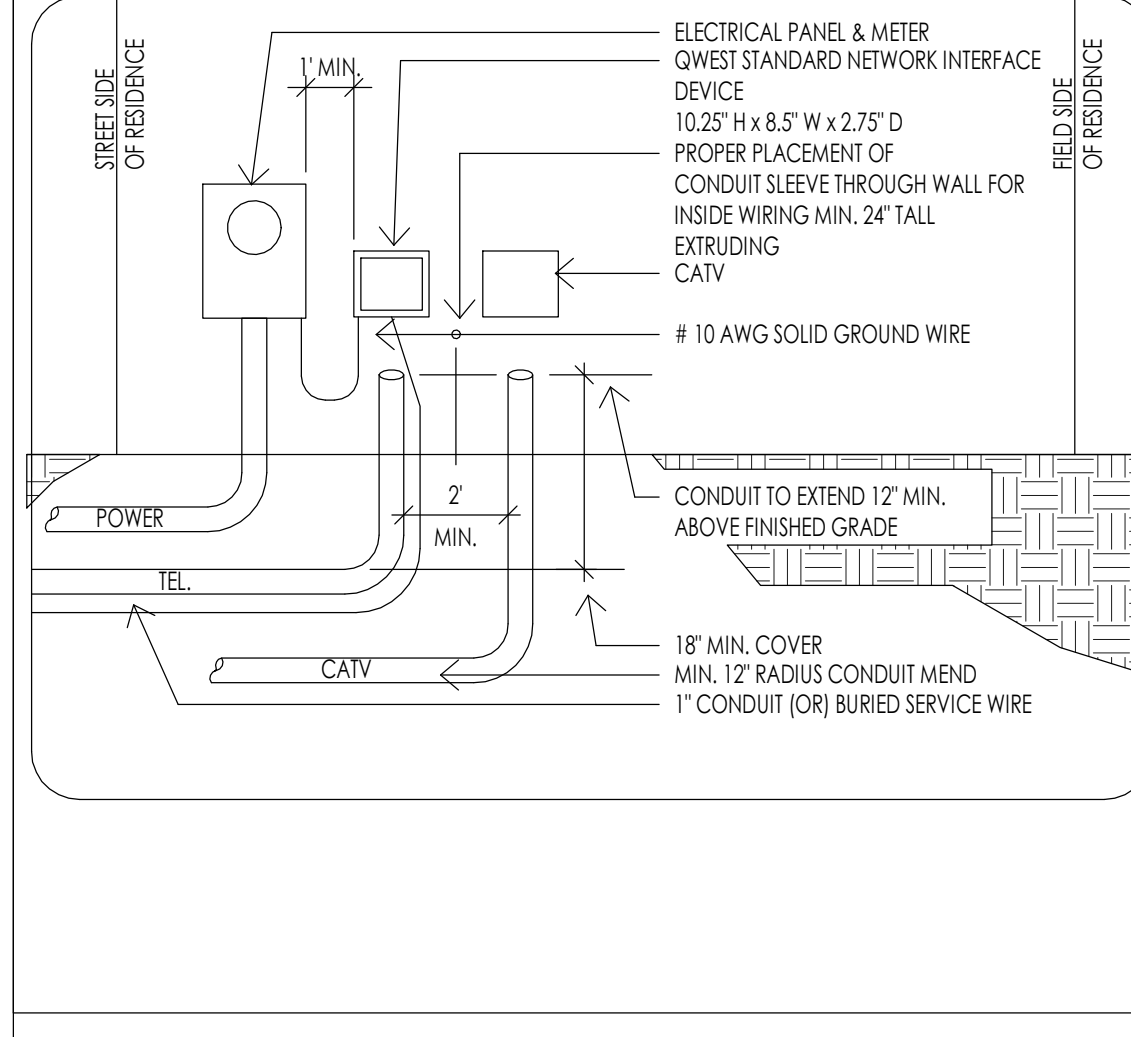 STREET SIDE
OF RESIDENCE
1' MIN.
ELECTRICAL PANEL & METER
QWEST STANDARD NETWORK INTERFACE
DEVICE
10.25" H x 8.5" W x 2.75" D
PROPER PLACEMENT OF
CONDUIT SLEEVE THROUGH WALL FOR
INSIDE WIRING MIN. 24" TALL
EXTRUDING
CATV
# 10 AWG SOLID GROUND WIRE
FIELD SIDE
OF RESIDENCE
POWER
2'
MIN.
CONDUIT TO EXTEND 12" MIN.
ABOVE FINISHED GRADE
TEL.
CATV
18" MIN. COVER
MIN. 12" RADIUS CONDUIT MEND
1" CONDUIT (OR) BURIED SERVICE WIRE